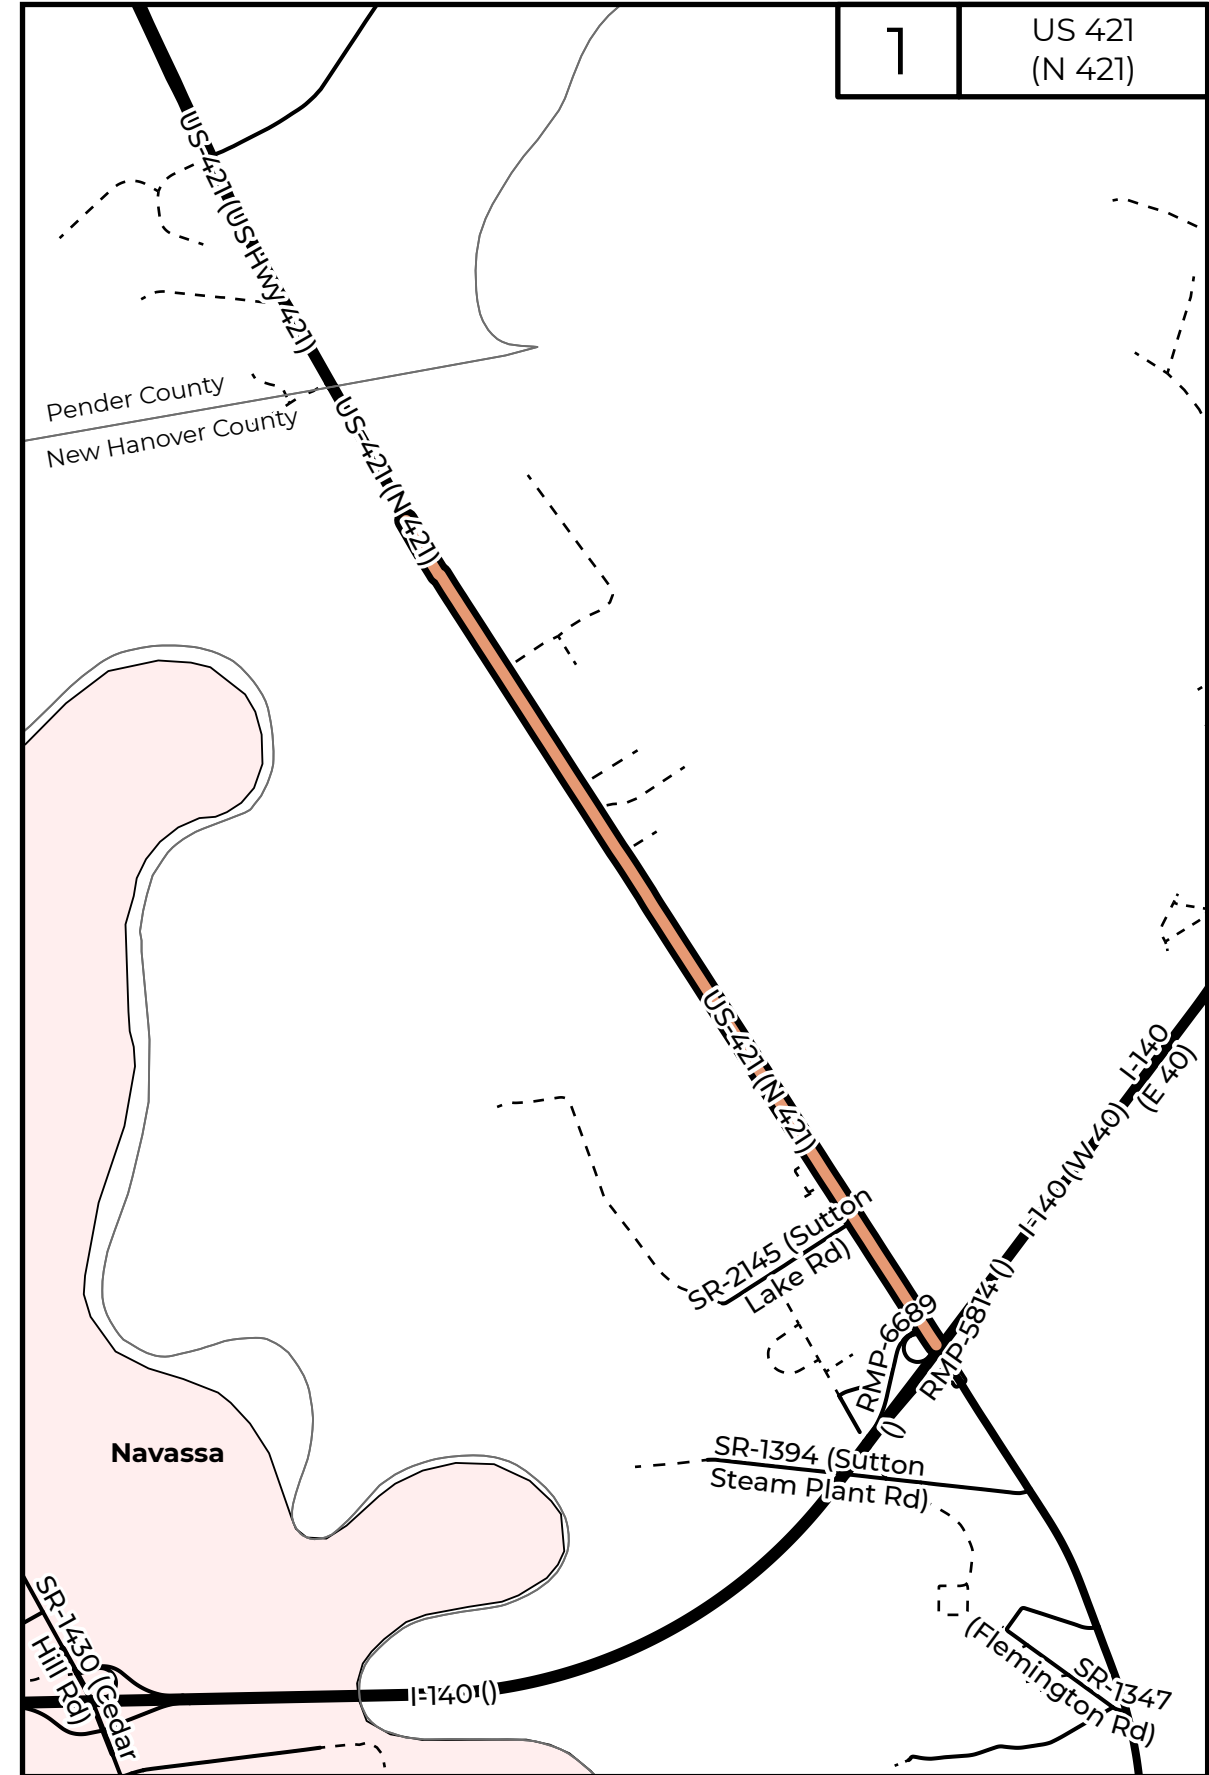 1
US 421
(N 421)
US-421 (US Hwy 421)
Pender County
New Hanover County
US-421 (N 421)
US-421 (N 421)
I-140
(E 40)
I-140 (W 40)
SR-2145 (Sutton
Lake Rd)
RMP-6689
()
RMP-5814 ()
SR-1394 (Sutton
Steam Plant Rd)
Navassa
SR-1430 (Cedar
Hill Rd)
I-140 ()
SR-1347
(Flemington Rd)